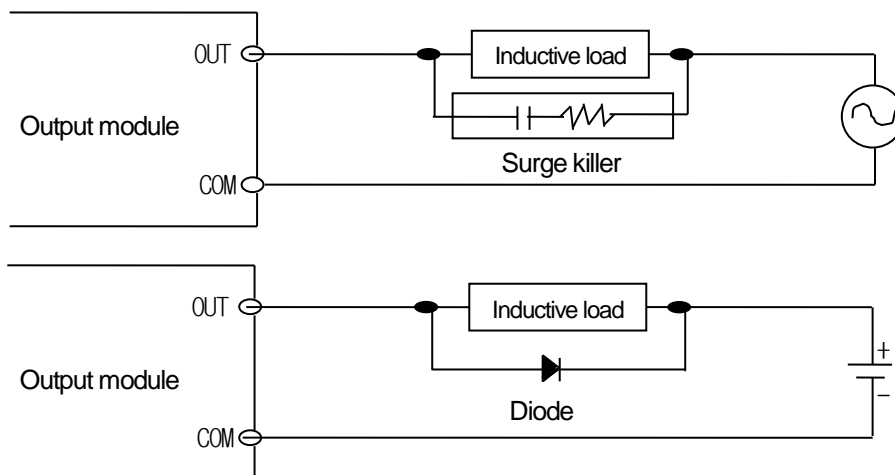 OUT
Inductive load
Output module
Surge killer
COM
OUT
Inductive load
+
Output module
−
Diode
COM